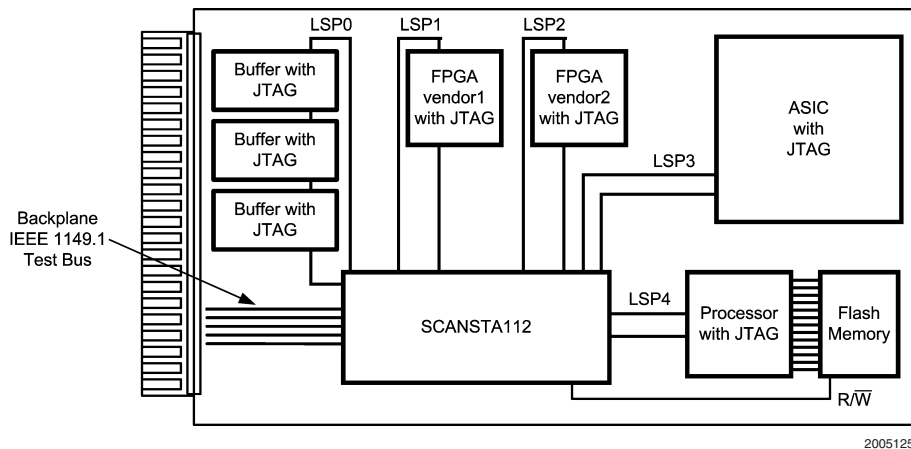 LSP0
LSP1
LSP2
Buffer with
JTAG
Buffer with
JTAG
Buffer with
JTAG
FPGA
vendor1
with JTAG
FPGA
vendor2
with JTAG
ASIC
with
JTAG
LSP3
Backplane
IEEE 1149.1
Test Bus
SCANSTA112
LSP4
Processor
with JTAG
Flash
Memory
R/W̅
2005125